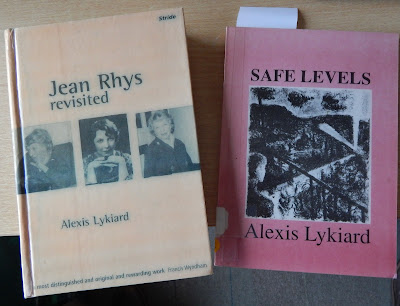 Stride
Jean Rhys
revisited
Alexis Lykiard
most distinguished and original and rewarding work Francis Wyndham
SAFE LEVELS
Alexis Lykiard